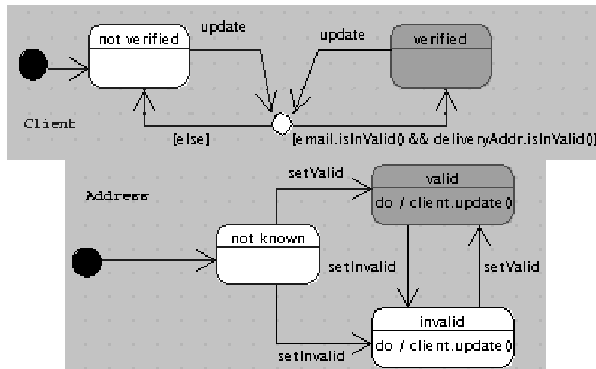 update
update
not verified
verified
Client
[else]
[email.isInValid() && deliveryAddr.isInValid()]
Address
setValid
valid
do / client.update()
not known
setInvalid
setValid
invalid
do / client.update()
setInvalid